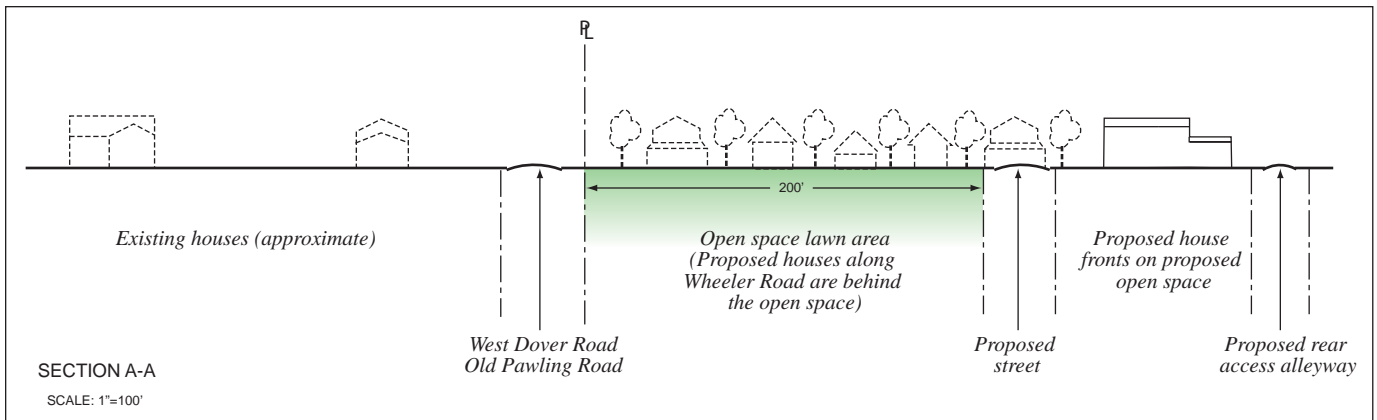 PL
200’
Existing houses (approximate)
Open space lawn area
(Proposed houses along
Wheeler Road are behind
the open space)
Proposed house
fronts on proposed
open space
West Dover Road
Old Pawling Road
Proposed
street
Proposed rear
access alleyway
SECTION A-A
SCALE: 1”=100’